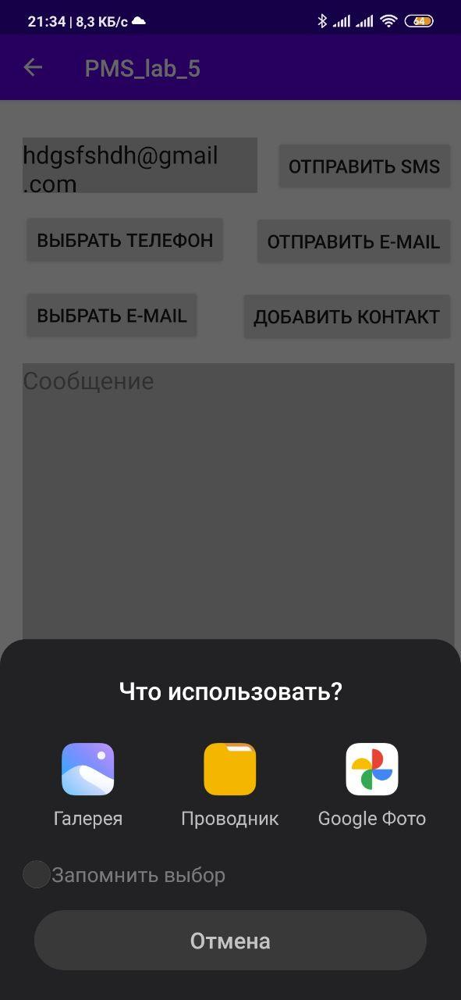 21:34 | 8,3 КБ/с
64
PMS_lab_5
hdgsfshdh@gmail
.com
ОТПРАВИТЬ SMS
ВЫБРАТЬ ТЕЛЕФОН
ОТПРАВИТЬ E-MAIL
ВЫБРАТЬ E-MAIL
ДОБАВИТЬ КОНТАКТ
Сообщение
Что использовать?
Галерея
Проводник
Google Фото
Запомнить выбор
Отмена